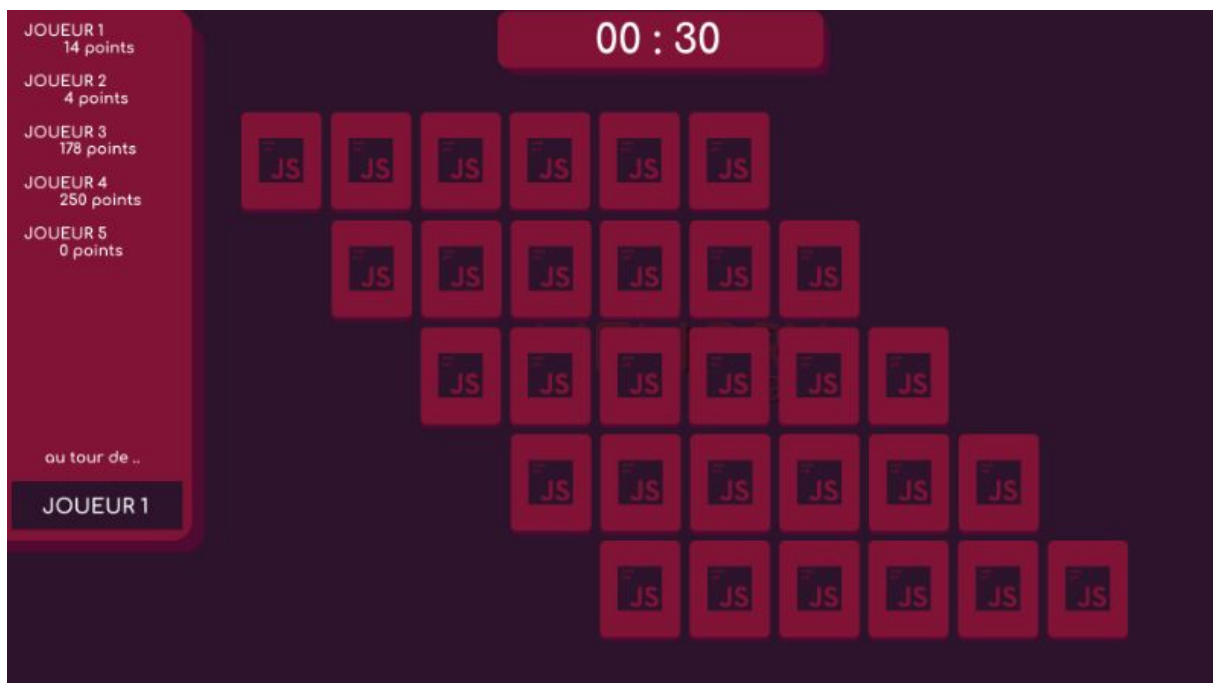 JOUEUR 1
14 points
JOUEUR 2
4 points
JOUEUR 3
178 points
JOUEUR 4
250 points
JOUEUR 5
0 points
au tour de ..
JOUEUR 1
00 : 30
JS JS JS JS JS JS
JS JS JS JS JS JS
JS JS JS JS JS JS
JS JS JS JS JS JS
JS JS JS JS JS JS